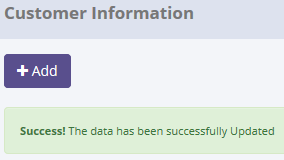 Customer Information
+ Add
Success! The data has been successfully Updated